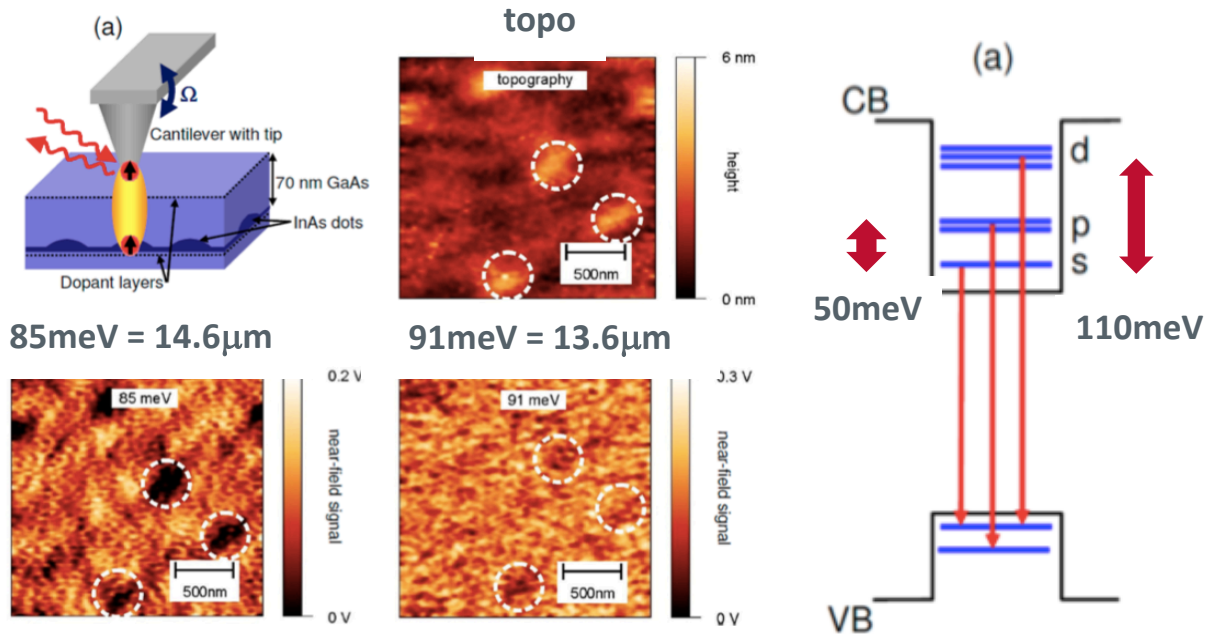 (a)
Ω
Cantilever with tip
70 nm GaAs
InAs dots
Dopant layers
topo
topography
6 nm
height
0 nm
500nm
(a)
CB
d
p
s
50meV
110meV
VB
85meV = 14.6μm
85 meV
0.2 V
near-field signal
0 V
500nm
91meV = 13.6μm
91 meV
0.3 V
near-field signal
0 V
500nm